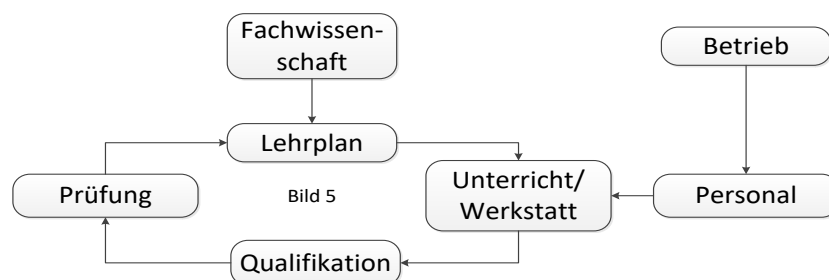 Fachwissen-
schaft
Betrieb
Lehrplan
Prüfung
Bild 5
Unterricht/
Werkstatt
Personal
Qualifikation